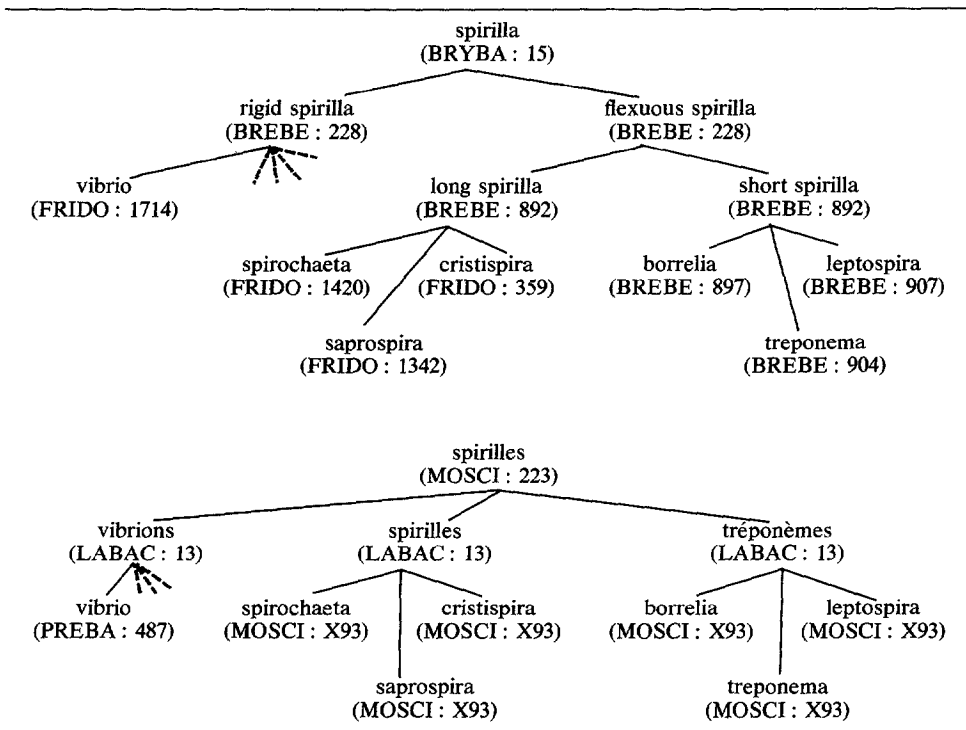 spirilla
(BRYBA : 15)
rigid spirilla
(BREBE : 228)
flexuous spirilla
(BREBE : 228)
vibrio
(FRIDO : 1714)
long spirilla
(BREBE : 892)
short spirilla
(BREBE : 892)
spirochaeta
(FRIDO : 1420)
cristispira
(FRIDO : 359)
borrelia
(BREBE : 897)
leptospira
(BREBE : 907)
saprospira
(FRIDO : 1342)
treponema
(BREBE : 904)
spirilles
(MOSCI : 223)
vibrions
(LABAC : 13)
spirilles
(LABAC : 13)
tréponèmes
(LABAC : 13)
vibrio
(PREBA : 487)
spirochaeta
(MOSCI : X93)
cristispira
(MOSCI : X93)
borrelia
(MOSCI : X93)
leptospira
(MOSCI : X93)
saprospira
(MOSCI : X93)
treponema
(MOSCI : X93)